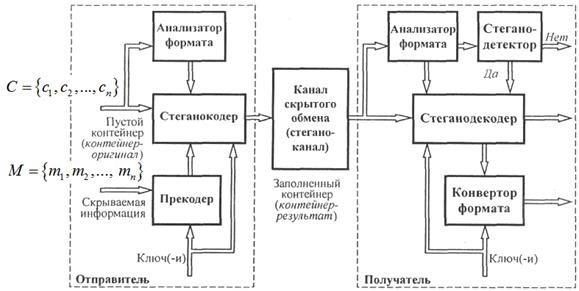 Анализатор
формата
C = {c₁, c₂, ..., cₙ}
Пустой
контейнер
(контейнер-
оригинал)
Стеганокодер
M = {m₁, m₂, ..., mₙ}
Скрываемая
информация
Прекодер
Ключ(-и)
Отправитель
Канал
скрытого
обмена
(стегано-
канал)
Заполненный
контейнер
(контейнер-
результат)
Анализатор
формата
Стегано-
детектор
Нет
Да
Стеганодекодер
Конвертор
формата
Ключ(-и)
Получатель